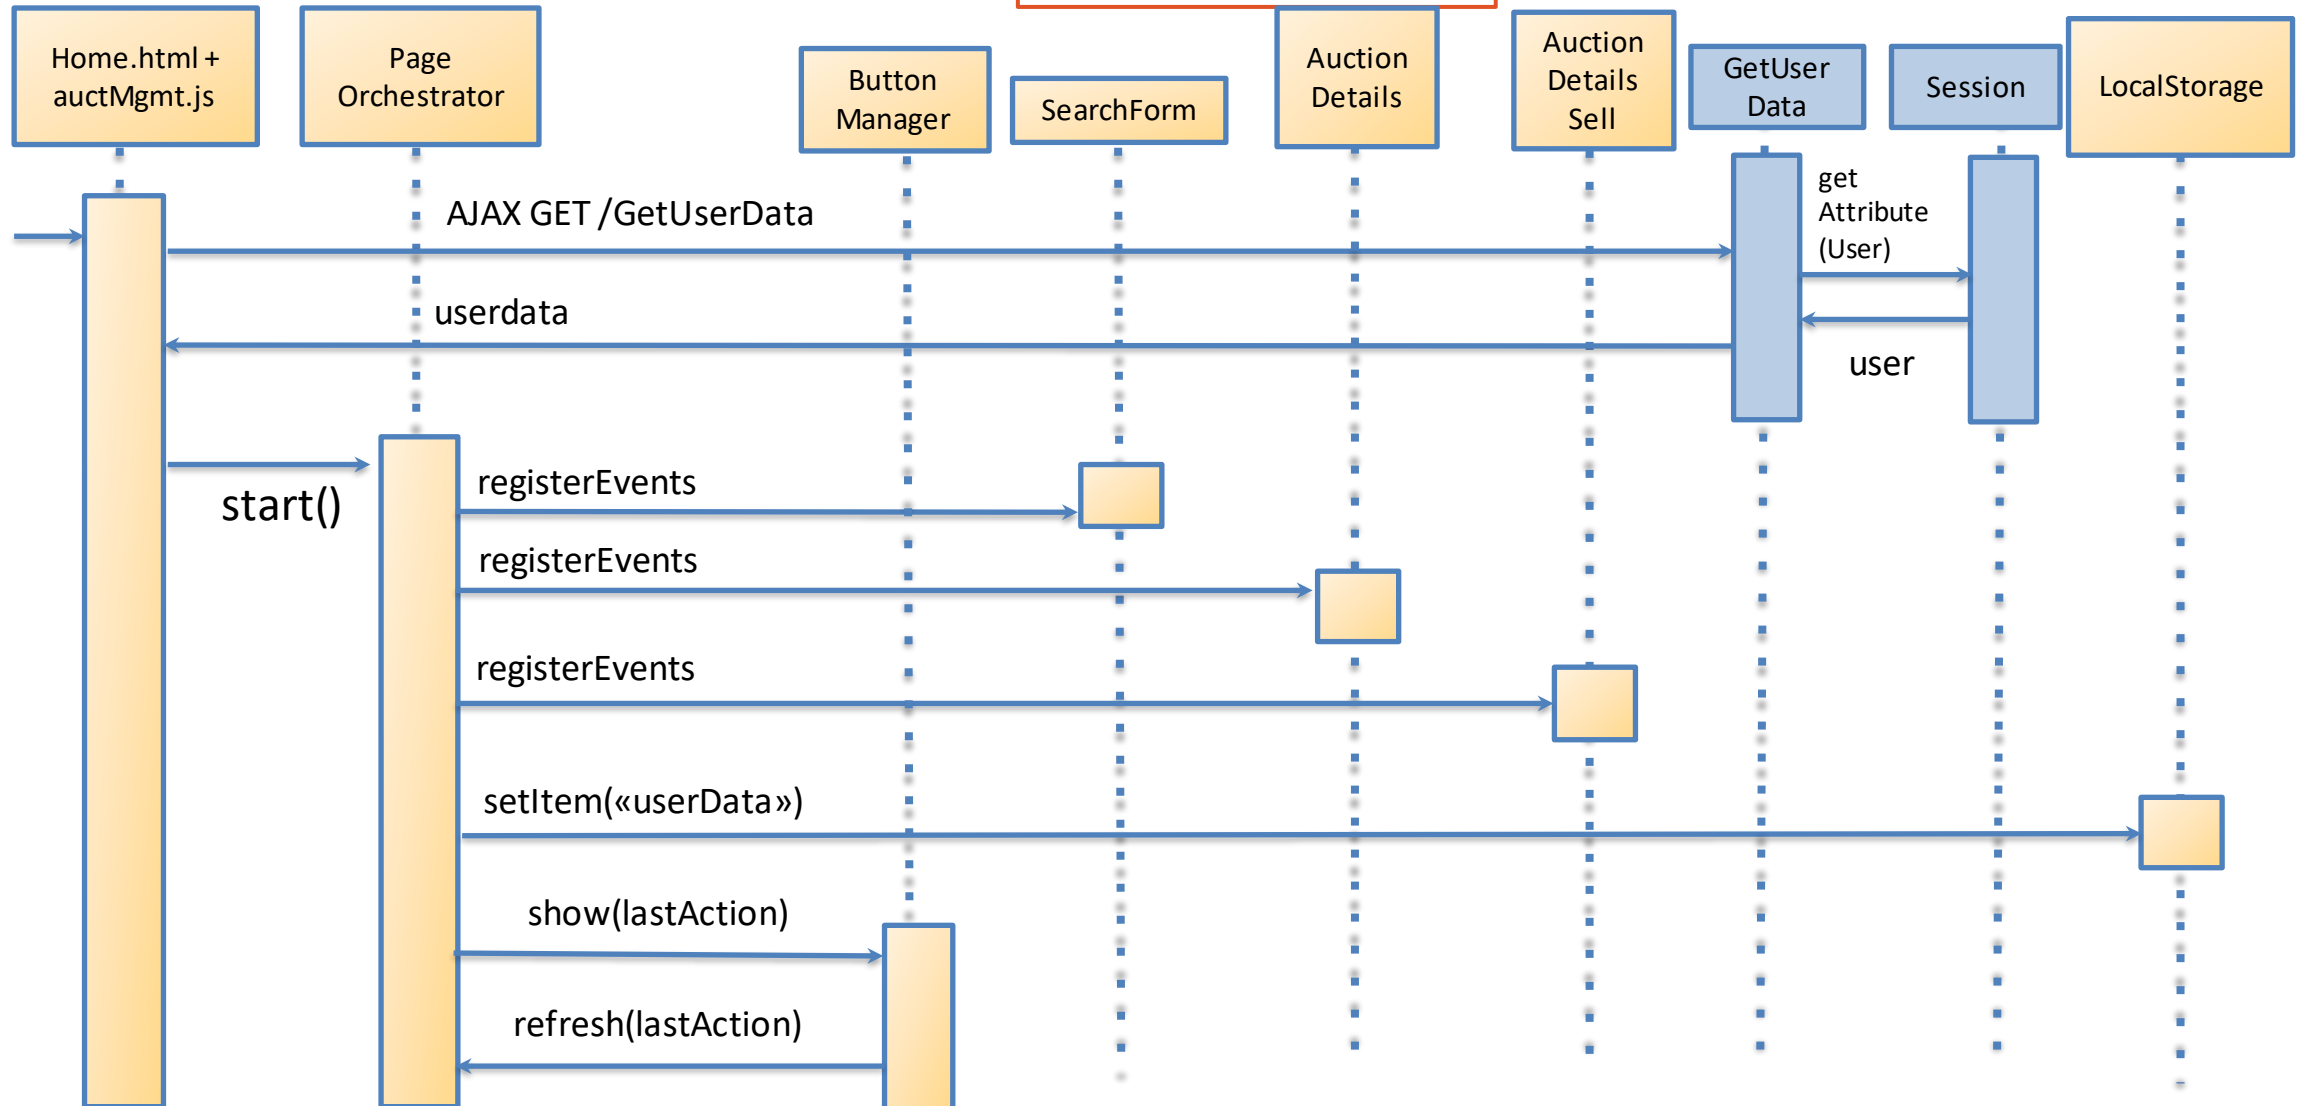 Home.html +
auctMgmt.js
Page
Orchestrator
Button
Manager
SearchForm
Auction
Details
Auction
Details
Sell
GetUser
Data
Session
LocalStorage
AJAX GET /GetUserData
get
Attribute
(User)
userdata
user
start()
registerEvents
registerEvents
registerEvents
setItem(«userData»)
show(lastAction)
refresh(lastAction)